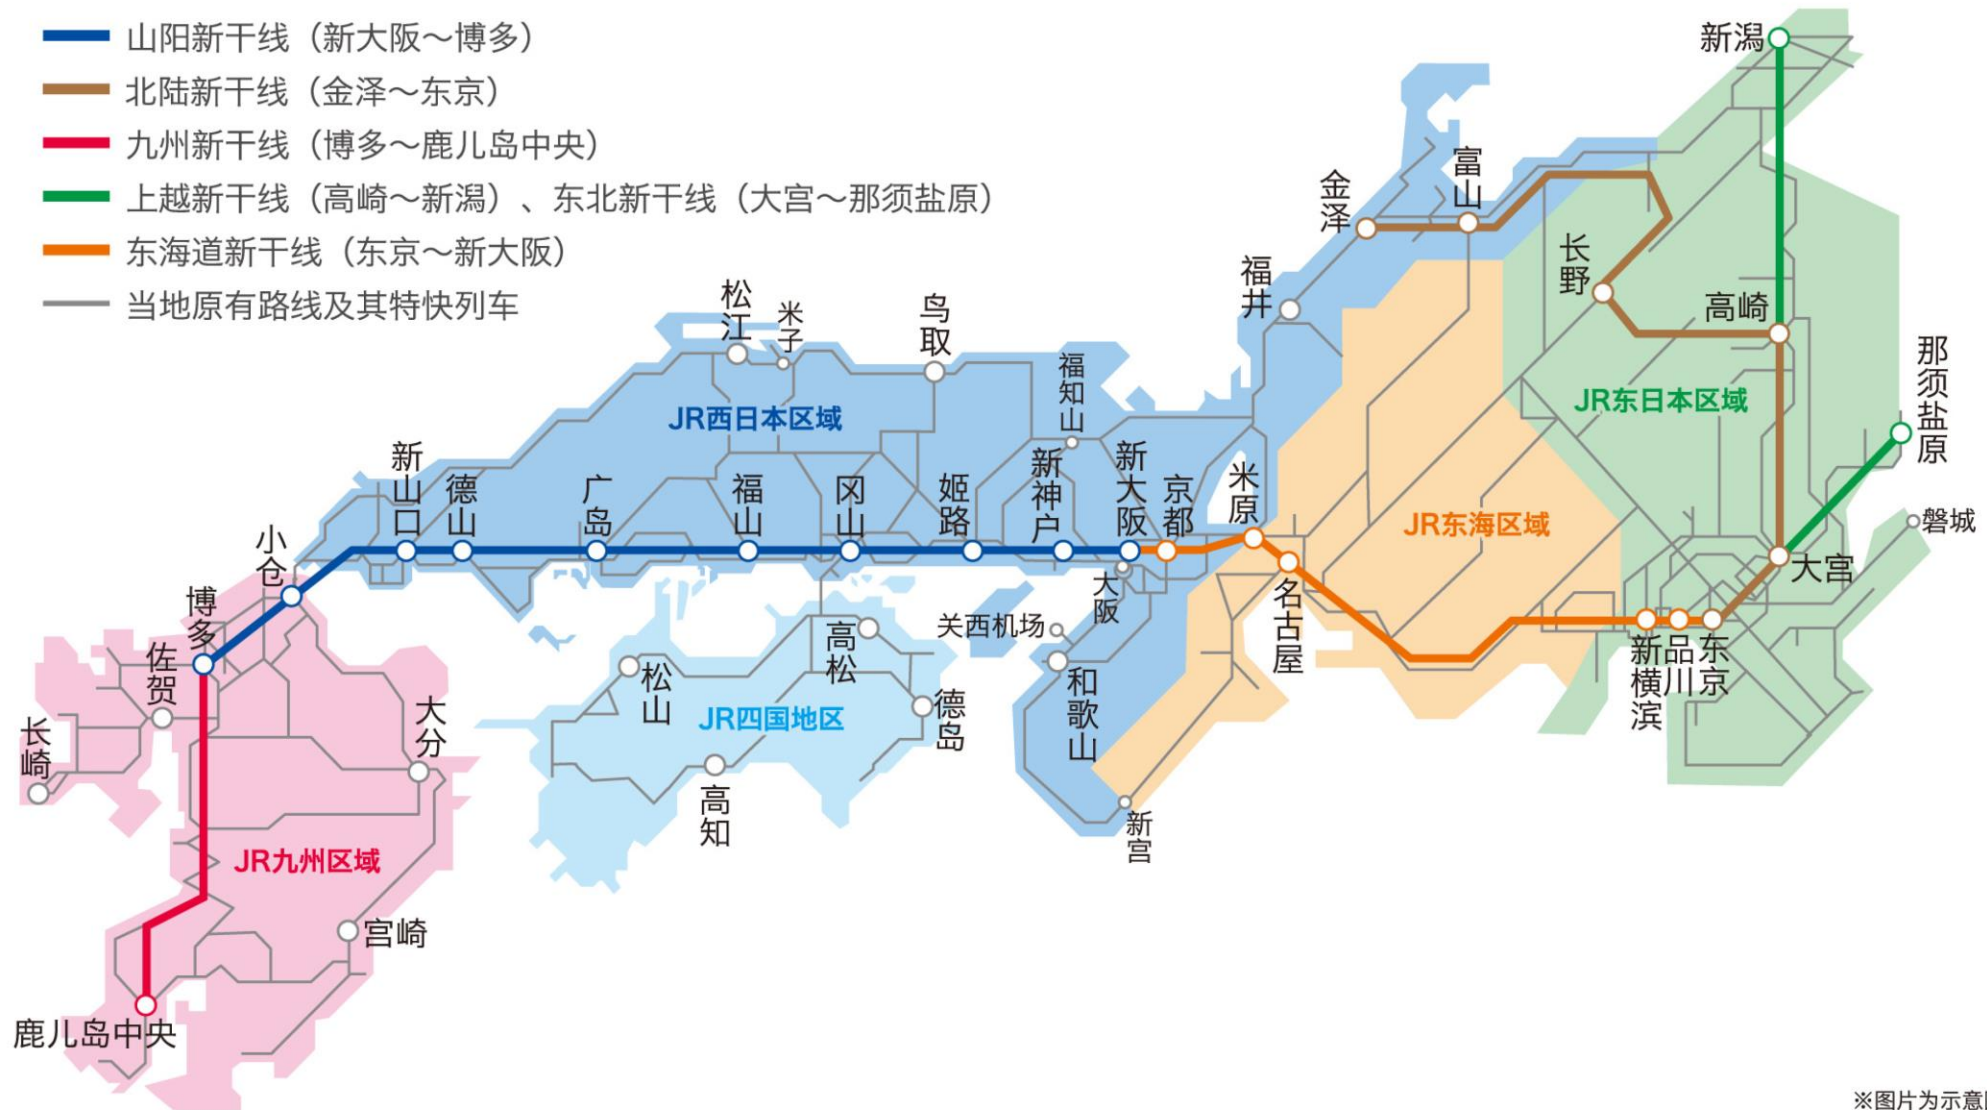 山阳新干线（新大阪～博多）
北陆新干线（金泽～东京）
九州新干线（博多～鹿儿岛中央）
上越新干线（高崎～新潟）、东北新干线（大宫～那须盐原）
东海道新干线（东京～新大阪）
当地原有路线及其特快列车
新潟
富山
金泽
长野
福井
高崎
松江
米子
鸟取
那须盐原
福知山
JR东日本区域
JR西日本区域
新山口
德山
广岛
福山
冈山
姬路
新神户
新大阪
京都
米原
JR东海区域
磐城
小仓
大宫
博多
大阪
名古屋
关西机场
佐贺
松山
高松
和歌山
新横滨
品川
东京
长崎
大分
JR四国地区
德岛
高知
新宫
JR九州区域
宫崎
鹿儿岛中央
※图片为示意